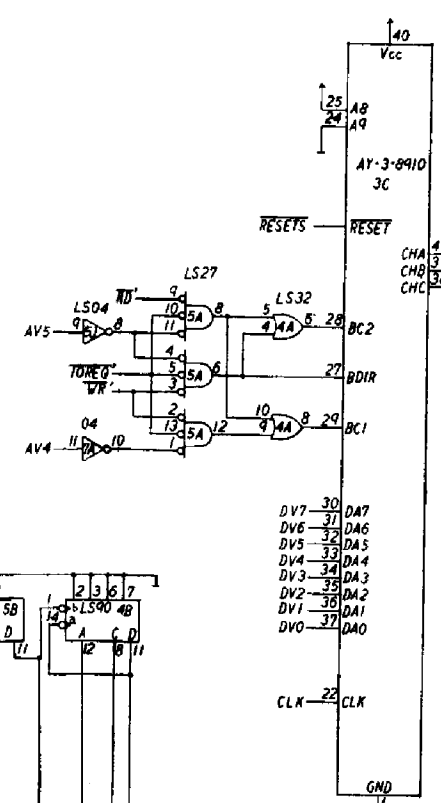 40
Vcc
25 A8
24 A9
AY-3-8910
3C
RESETS RESET
CHA 4
CHB 3
CHC 38
LS27
RD' 9
LS04
10 5A 8
LS32
5
9 8
11
4A 6 28 BC2
AV5
4
4
IOREQ' 5 5A 6 27 BDIR
WR' 3
2
10
04
13 5A 12
9 4A 8 29 BC1
AV4 11 7A 10 1
DV7 30 DA7
DV6 31 DA6
DV5 32 DA5
DV4 33 DA4
DV3 34 DA3
DV2 35 DA2
DV1 36 DA1
DV0 37 DA0
2 3 6 7
5B
1 b LS90 4B
14 a
D
A C D
11
12 8 11
CLK 22 CLK
GND